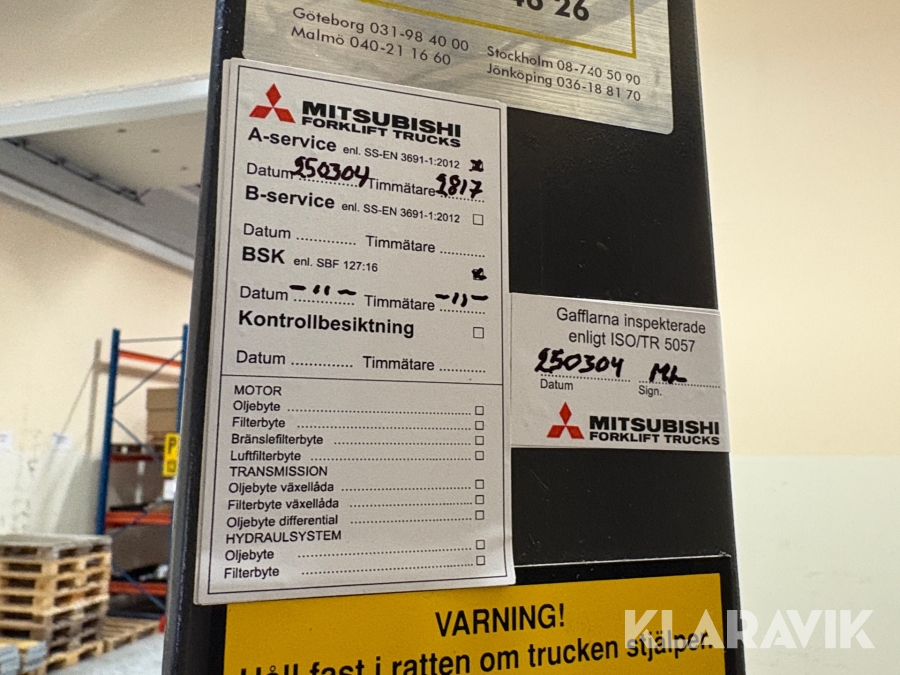 46 26
Göteborg 031-98 40 00
Stockholm 08-740 50 90
Malmö 040-21 16 60
Jönköping 036-18 81 70
MITSUBISHI
FORKLIFT TRUCKS
A-service enl. SS-EN 3691-1:2012
Datum 250304 Timmätare 2817
B-service enl. SS-EN 3691-1:2012 □
Datum ............. Timmätare ...........
BSK enl. SBF 127:16
Datum -"- Timmätare -"-
Kontrollbesiktning □
Datum ............. Timmätare ...........
MOTOR
Oljebyte □
Filterbyte □
Bränslefilterbyte □
Luftfilterbyte □
TRANSMISSION
Oljebyte växellåda □
Filterbyte växellåda □
Oljebyte differential □
HYDRAULSYSTEM
Oljebyte □
Filterbyte □
Gafflarna inspekterade
enligt ISO/TR 5057
250304 ML
Datum Sign.
MITSUBISHI
FORKLIFT TRUCKS
VARNING!
Håll fast i ratten om trucken stjälper.
KLARAVIK